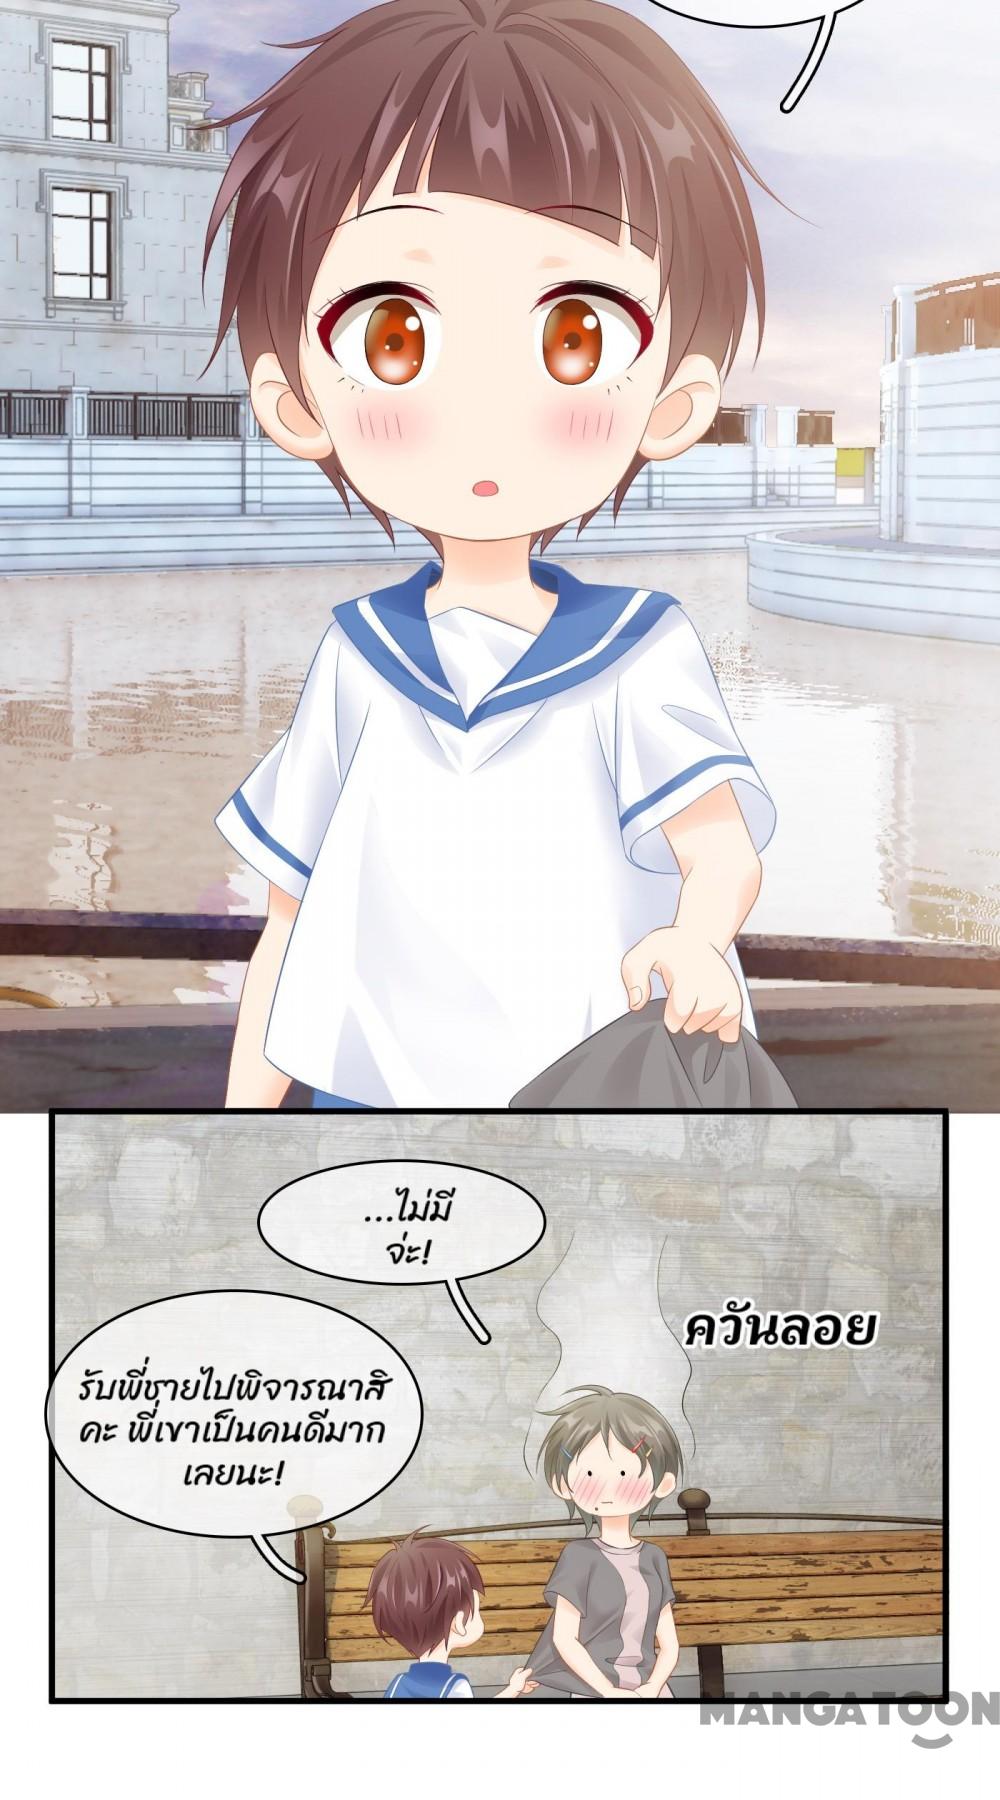 ...ไม่มี
จ่ะ!
ควันลอย
รับพี่ชายไปพิจารณาสิ
คะ พี่เขาเป็นคนดีมาก
เลยนะ!
MANGATOON